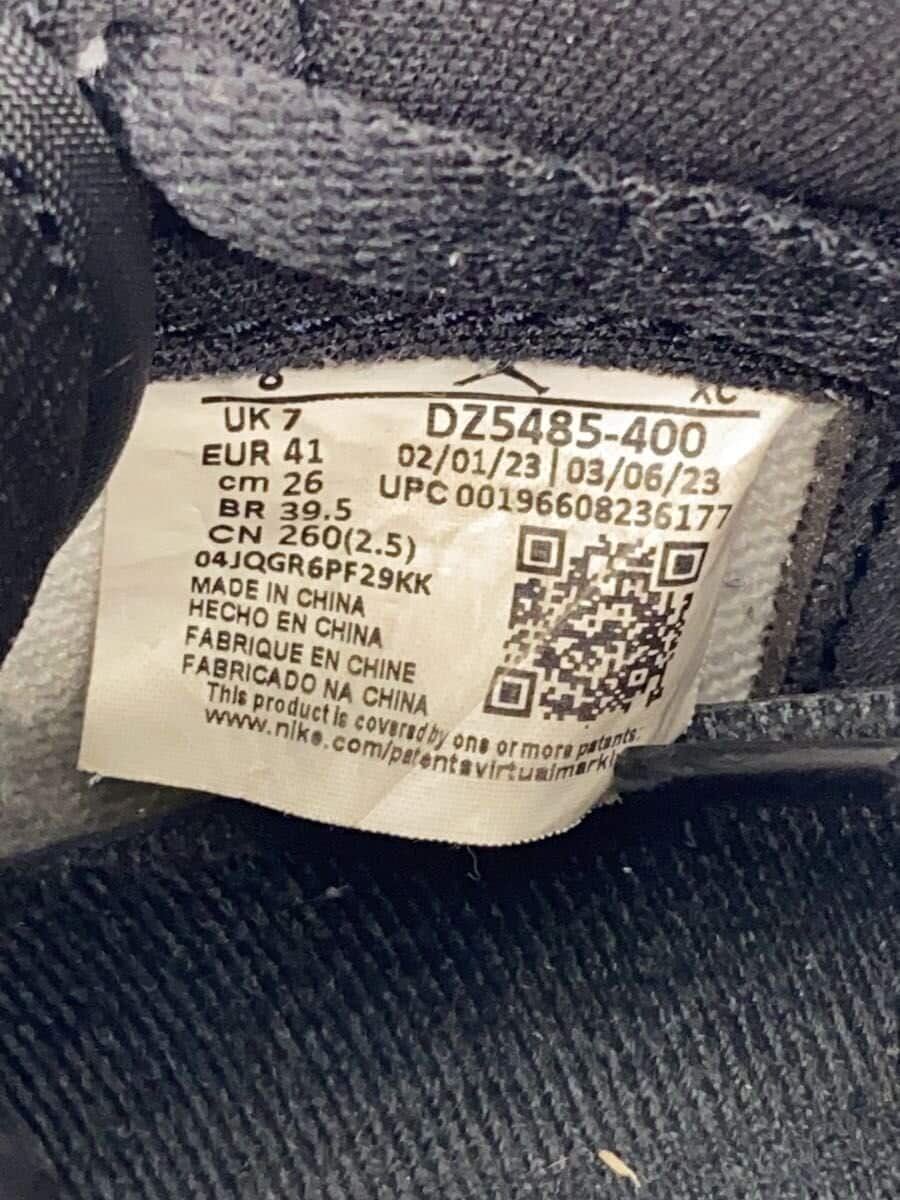 UK 7
EUR 41
cm 26
BR 39.5
CN 260(2.5)
04JQGR6PF29KK
MADE IN CHINA
HECHO EN CHINA
FABRIQUE EN CHINE
FABRICADO NA CHINA
This product is covered by one or more patents.
www.nike.com/patentsvirtualmarki
DZ5485-400
02/01/23 | 03/06/23
UPC 00196608236177